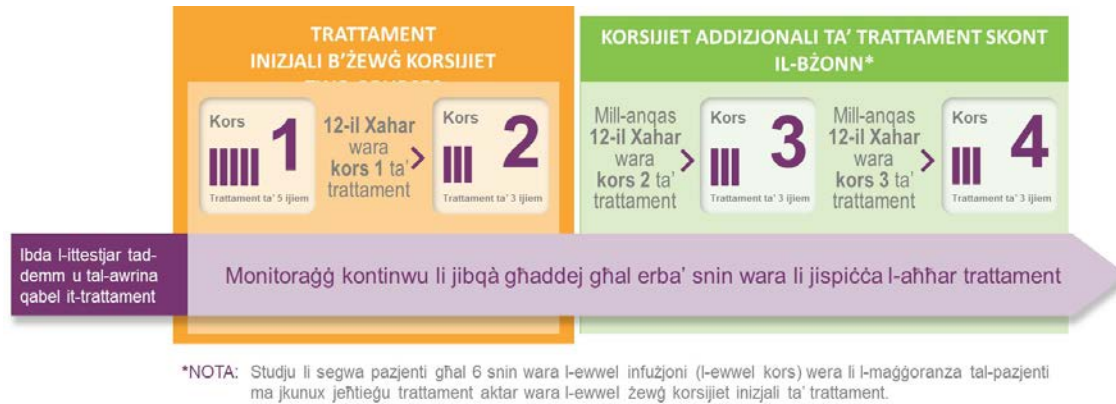 TRATTAMENT
INIZJALI B'ŻEWĠ KORSIJIET
KORSIJIET ADDIZJONALI TA' TRATTAMENT SKONT
IL-BŻONN*
Kors 1
Trattament ta' 5 ijiem
12-il Xahar
wara
kors 1 ta'
trattament
Kors 2
Trattament ta' 3 ijiem
Mill-anqas
12-il Xahar
wara
kors 2 ta'
trattament
Kors 3
Trattament ta' 3 ijiem
Mill-anqas
12-il Xahar
wara
kors 3 ta'
trattament
Kors 4
Trattament ta' 3 ijiem
Ibda l-ittestjar tad-
demm u tal-awrina
qabel it-trattament
Monitoraġġ kontinwu li jibqà għaddej għal erba' snin wara li jispiċċa l-aħħar trattament
*NOTA: Studju li segwa pazjenti għal 6 snin wara l-ewwel infużjoni (l-ewwel kors) wera li l-maġġoranza tal-pazjenti
ma jkunux jeħtieġu trattament aktar wara l-ewwel żewġ korsijiet inizjali ta' trattament.